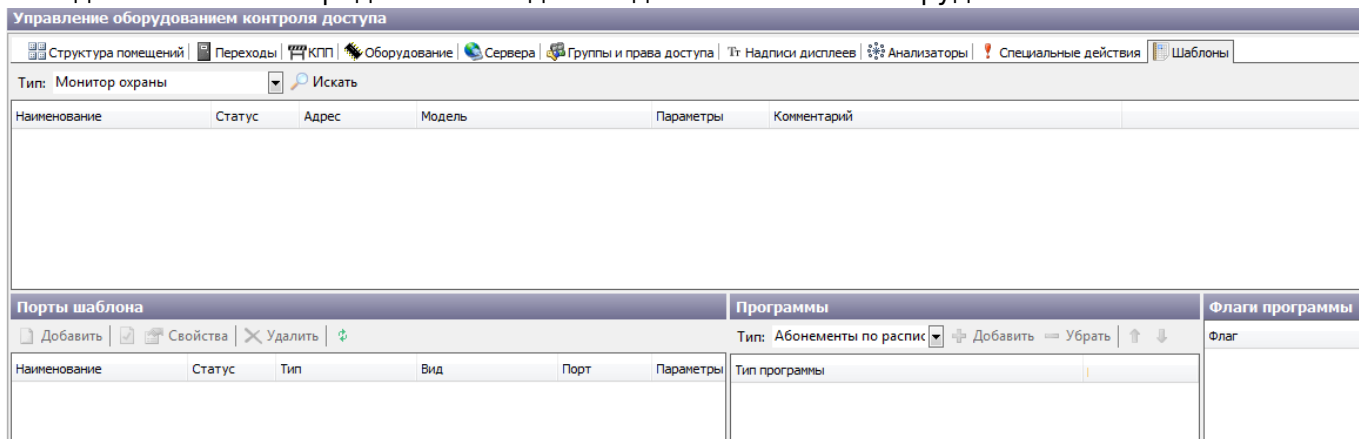 Управление оборудованием контроля доступа
Структура помещений Переходы КПП Оборудование Сервера Группы и права доступа Tr Надписи дисплеев Анализаторы Специальные действия Шаблоны
Тип: Монитор охраны Искать
Наименование Статус Адрес Модель Параметры Комментарий
Порты шаблона Программы Флаги программы
Добавить Свойства Удалить Тип: Абонементы по распис Добавить Убрать Флаг
Наименование Статус Тип Вид Порт Параметры Тип программы